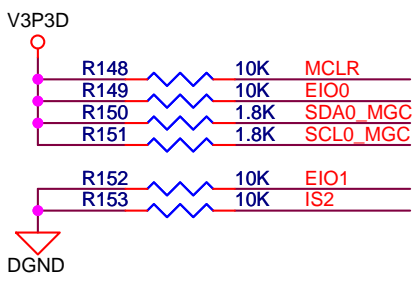 V3P3D
R148 10K MCLR
R149 10K EIO0
R150 1.8K SDA0_MGC
R151 1.8K SCL0_MGC
R152 10K EIO1
R153 10K IS2
DGND